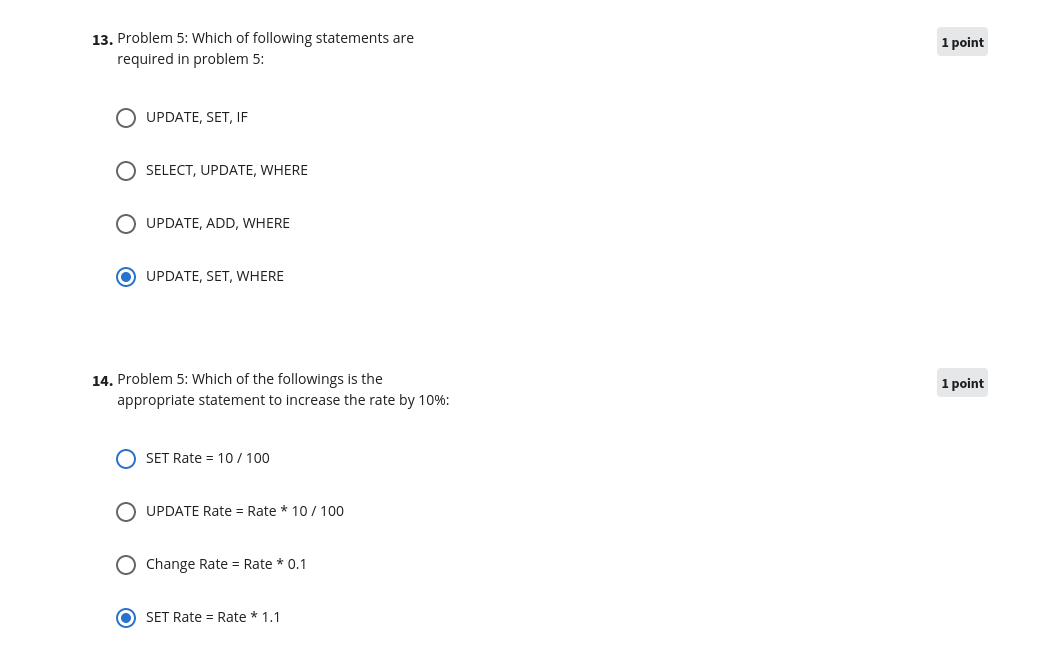 13. Problem 5: Which of following statements are
required in problem 5:
1 point
UPDATE, SET, IF
SELECT, UPDATE, WHERE
UPDATE, ADD, WHERE
UPDATE, SET, WHERE
14. Problem 5: Which of the followings is the
appropriate statement to increase the rate by 10%:
1 point
SET Rate = 10 / 100
UPDATE Rate = Rate * 10 / 100
Change Rate = Rate * 0.1
SET Rate = Rate * 1.1